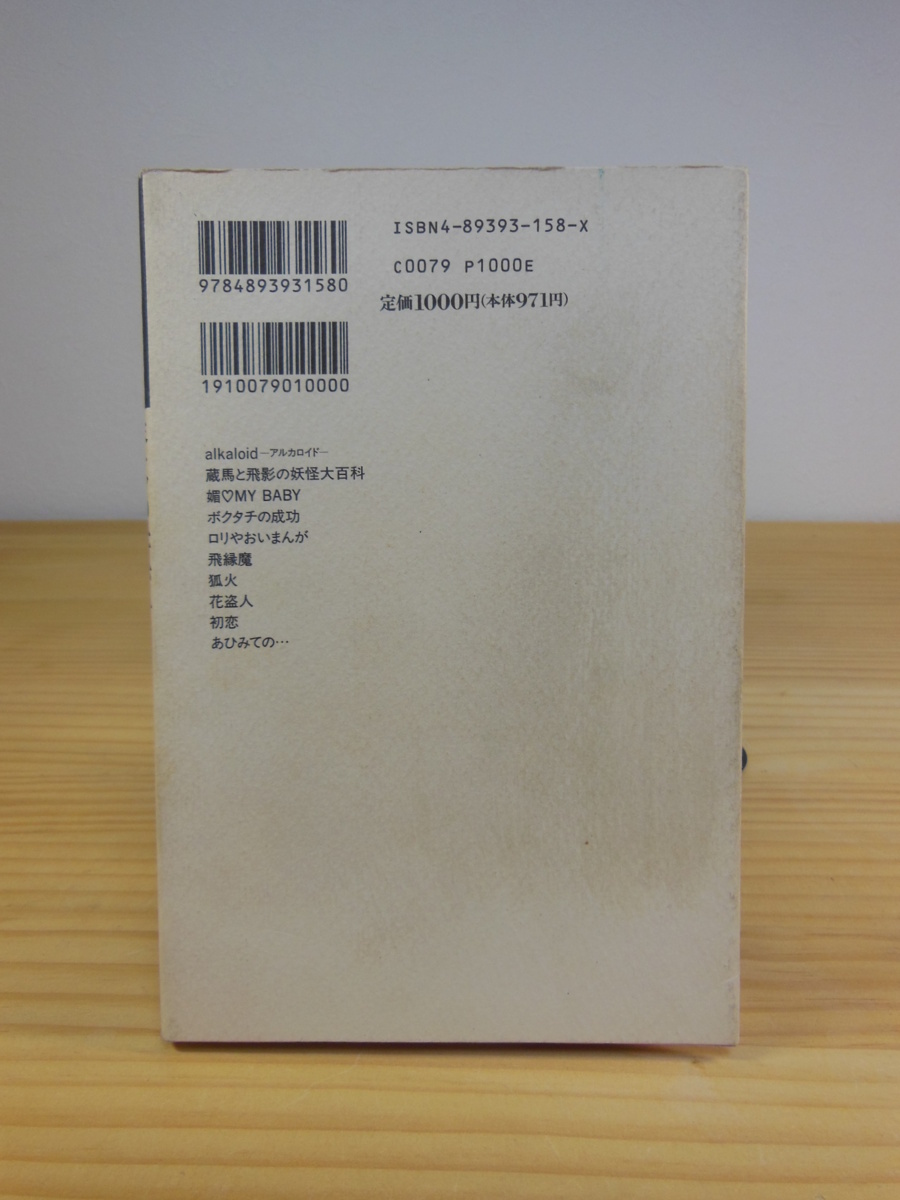 ISBN4-89393-158-X
C0079 P1000E
定価1000円(本体971円)
9784893931580
1910079010000
alkaloid —アルカロイド—
蔵馬と飛影の妖怪大百科
媚♡MY BABY
ボクタチの成功
ロリやおいまんが
飛縁魔
狐火
花盗人
初恋
あひみての…